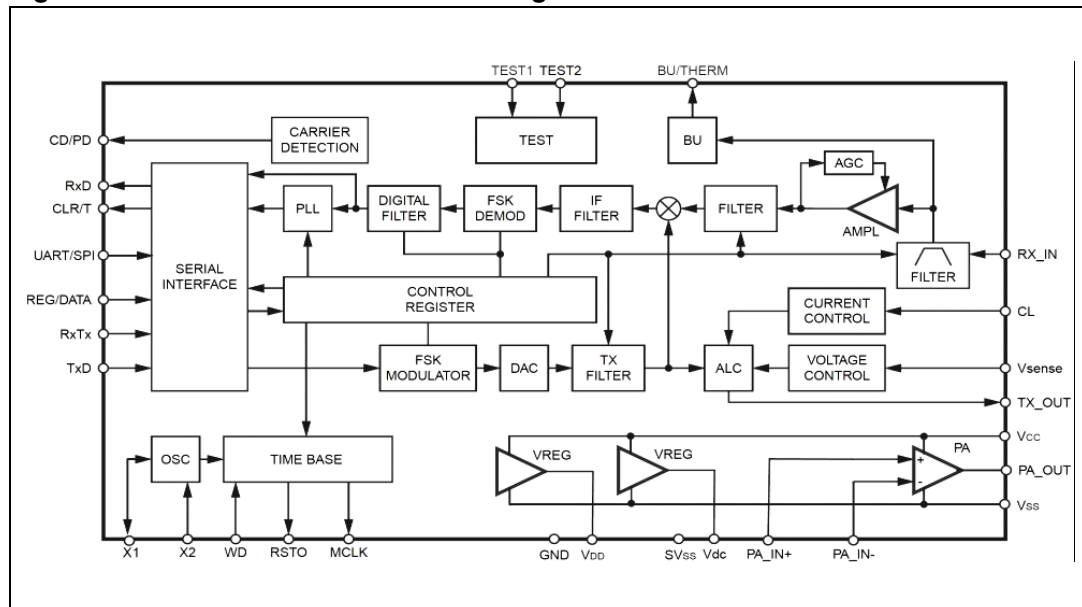 TEST1 TEST2 BU/THERM
CD/PD
CARRIER
DETECTION
TEST
BU
RxD
CLR/T
UART/SPI
REG/DATA
RxTx
TxD
SERIAL
INTERFACE
PLL
DIGITAL
FILTER
FSK
DEMOD
IF
FILTER
FILTER
AGC
AMPL
FILTER
RX_IN
CONTROL
REGISTER
CURRENT
CONTROL
CL
FSK
MODULATOR
DAC
TX
FILTER
ALC
VOLTAGE
CONTROL
Vsense
TX_OUT
OSC
TIME BASE
VREG
VREG
PA
+
-
Vcc
PA_OUT
Vss
X1 X2 WD RSTO MCLK GND VDD SVss Vdc PA_IN+ PA_IN-